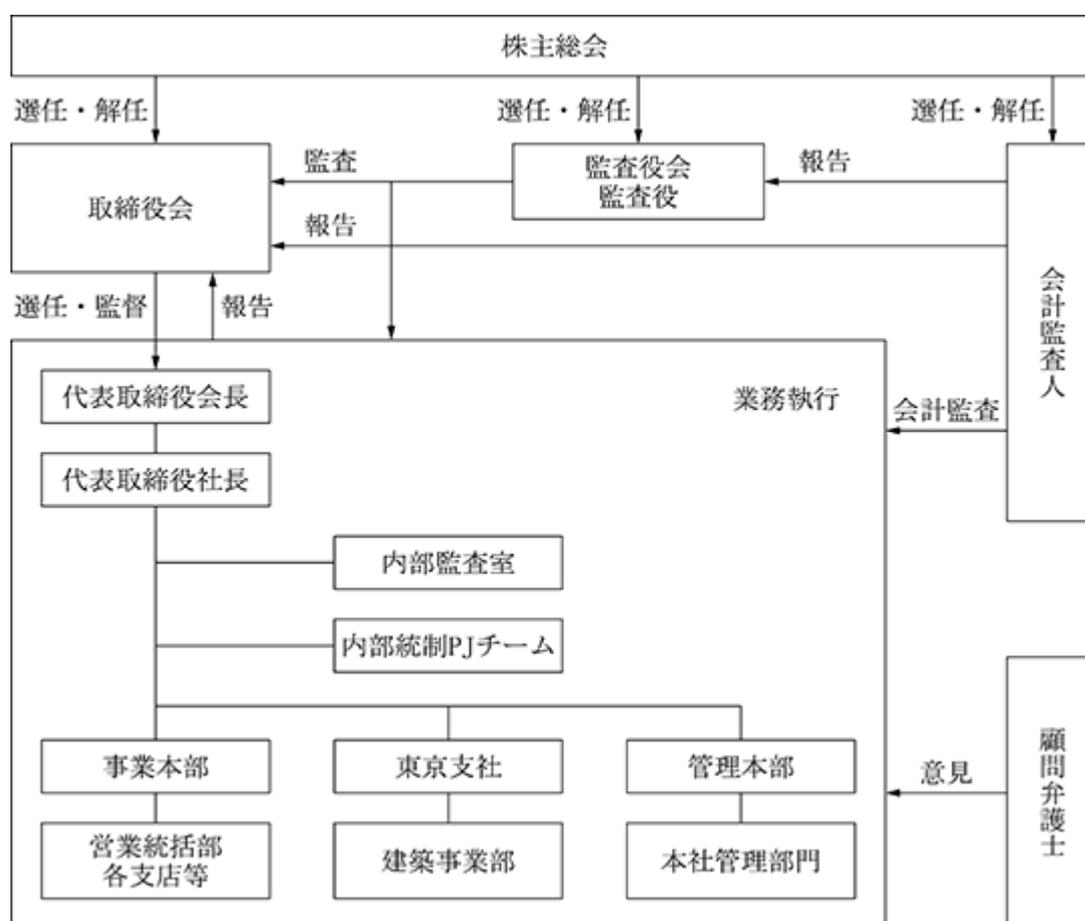 株主総会
選任・解任
選任・解任
選任・解任
取締役会
監査
監査役会
監査役
報告
報告
会計監査人
選任・監督
報告
代表取締役会長
業務執行
会計監査
代表取締役社長
内部監査室
内部統制PJチーム
事業本部
東京支社
管理本部
意見
顧問弁護士
営業統括部
各支店等
建築事業部
本社管理部門